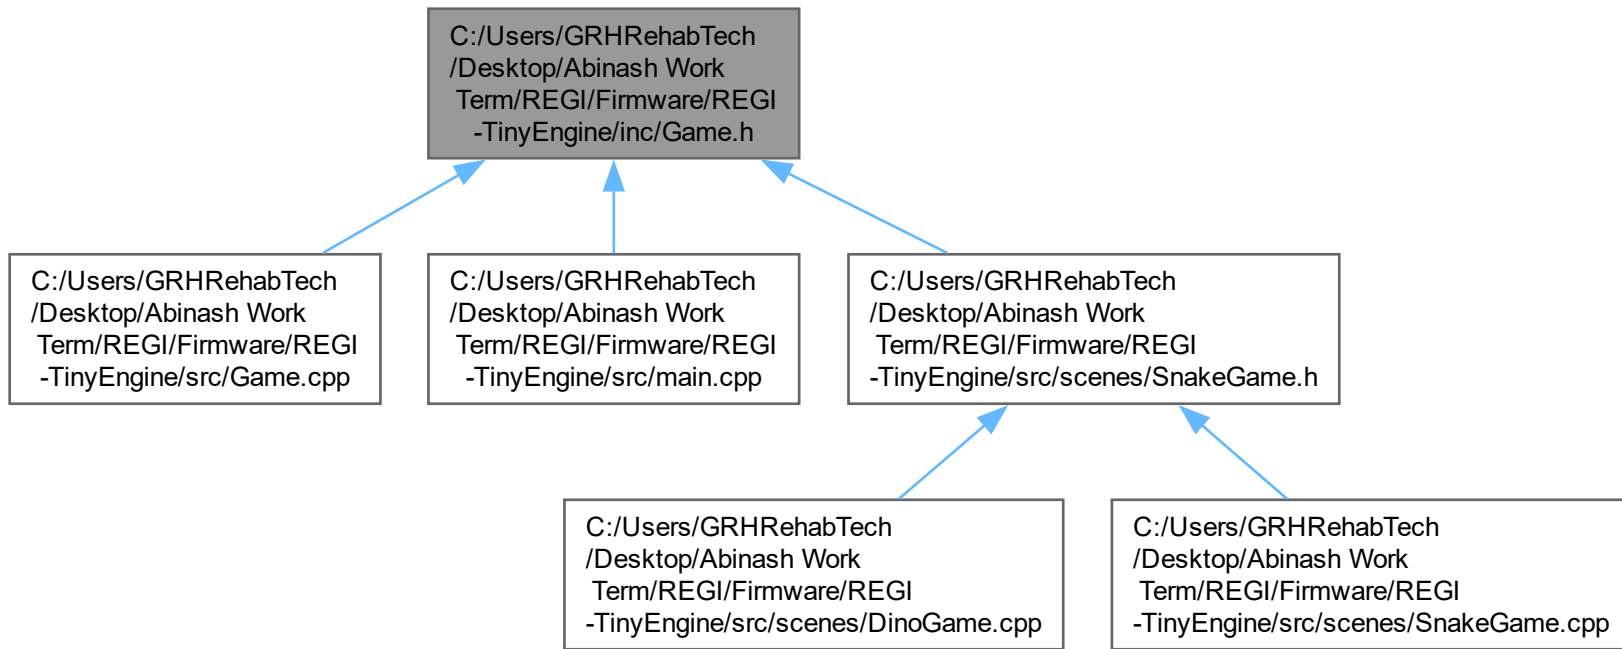 C:/Users/GRHRehabTech
/Desktop/Abinash Work
Term/REGI/Firmware/REGI
-TinyEngine/inc/Game.h
C:/Users/GRHRehabTech
/Desktop/Abinash Work
Term/REGI/Firmware/REGI
-TinyEngine/src/Game.cpp
C:/Users/GRHRehabTech
/Desktop/Abinash Work
Term/REGI/Firmware/REGI
-TinyEngine/src/main.cpp
C:/Users/GRHRehabTech
/Desktop/Abinash Work
Term/REGI/Firmware/REGI
-TinyEngine/src/scenes/SnakeGame.h
C:/Users/GRHRehabTech
/Desktop/Abinash Work
Term/REGI/Firmware/REGI
-TinyEngine/src/scenes/DinoGame.cpp
C:/Users/GRHRehabTech
/Desktop/Abinash Work
Term/REGI/Firmware/REGI
-TinyEngine/src/scenes/SnakeGame.cpp